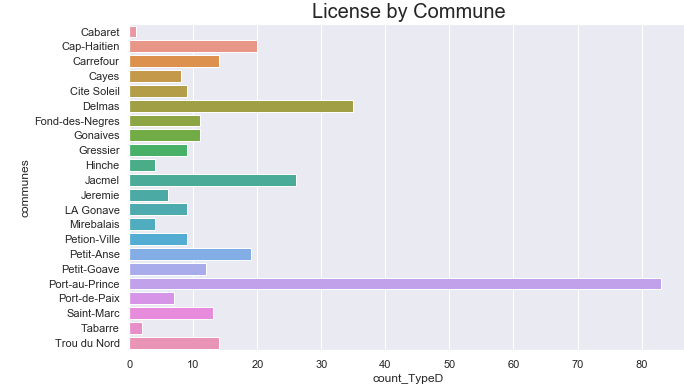 License by Commune
Cabaret
Cap-Haitien
Carrefour
Cayes
Cite Soleil
Delmas
Fond-des-Negres
Gonaives
Gressier
Hinche
Jacmel
Jeremie
LA Gonave
Mirebalais
Petion-Ville
Petit-Anse
Petit-Goave
Port-au-Prince
Port-de-Paix
Saint-Marc
Tabarre
Trou du Nord
communes
0 10 20 30 40 50 60 70 80
count_TypeD